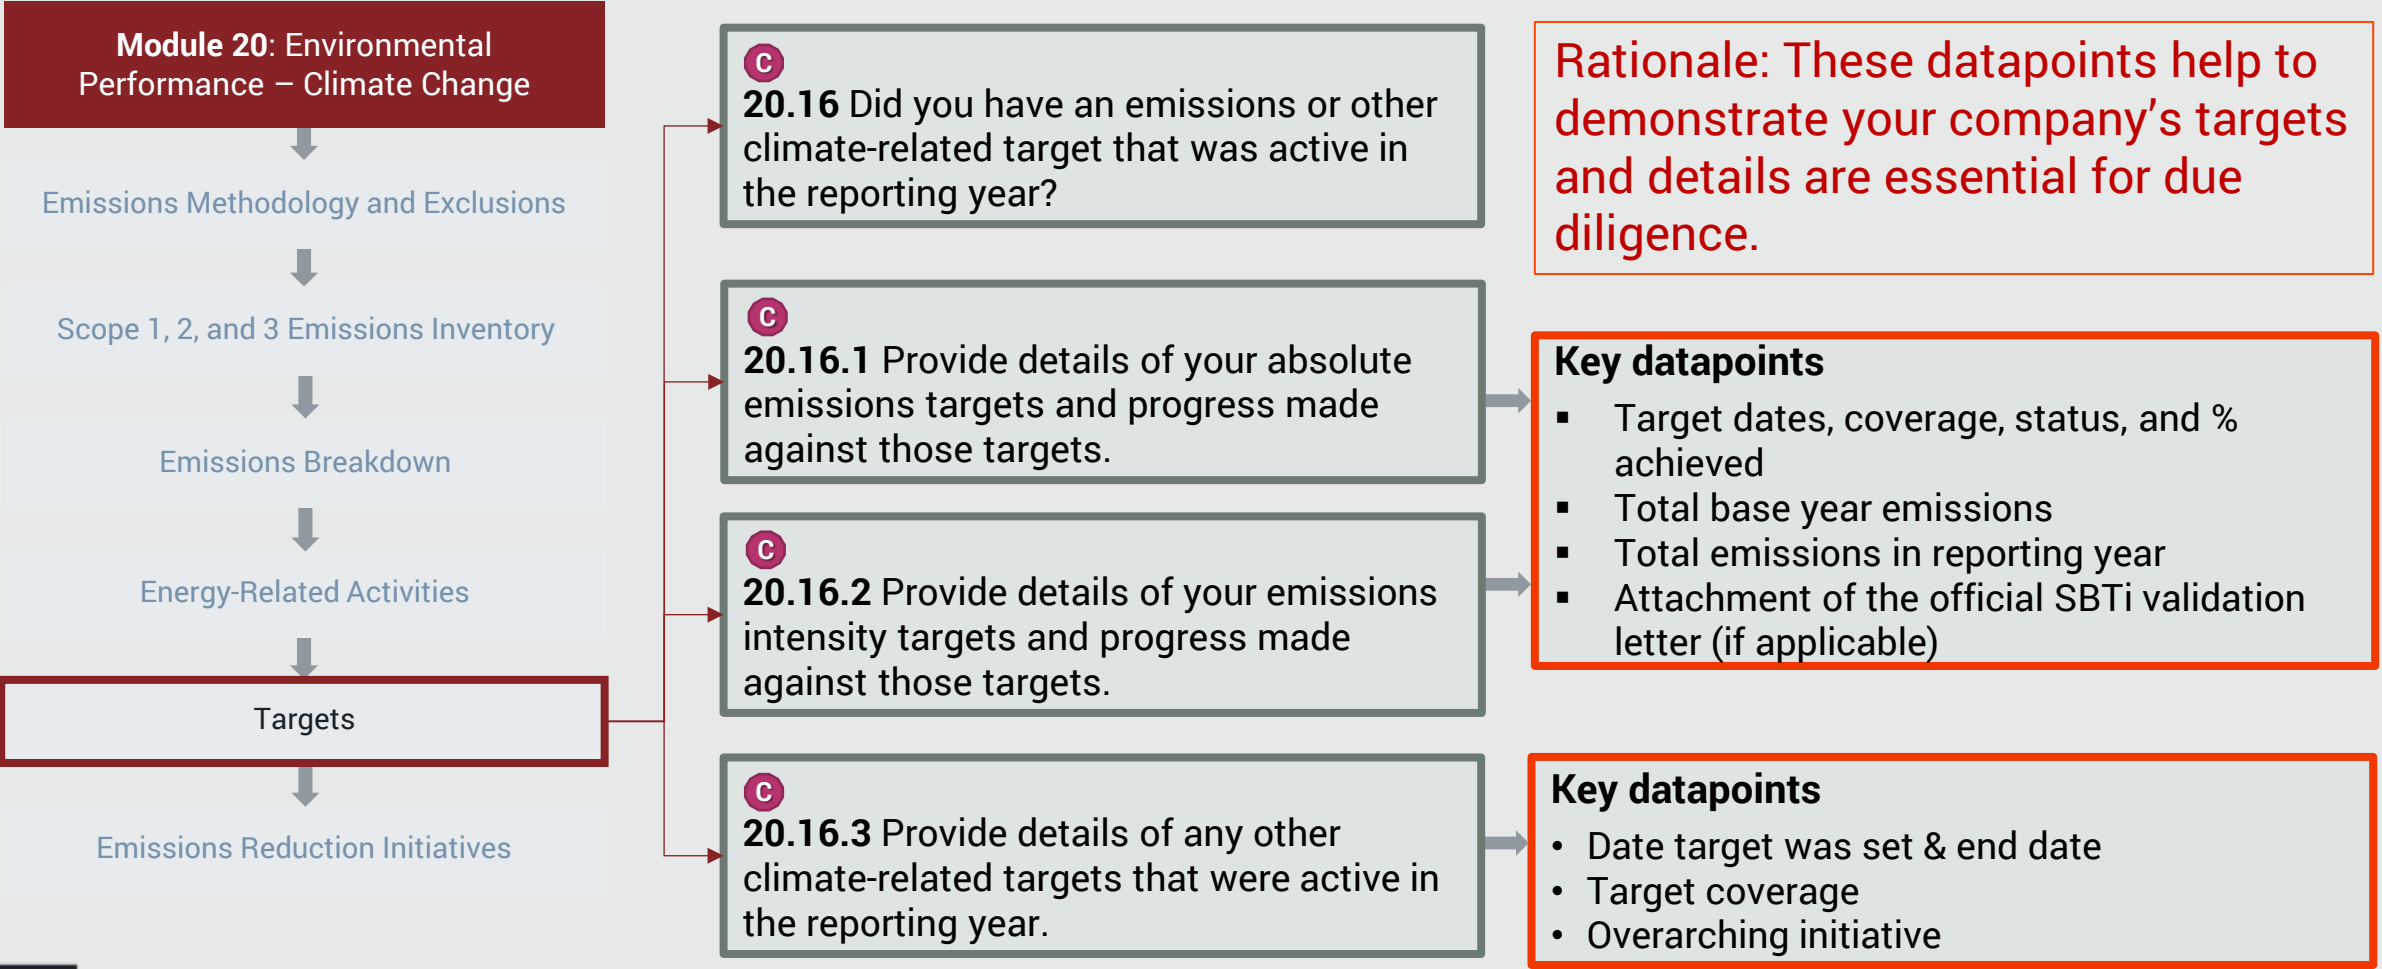 Module 20: Environmental
Performance – Climate Change
Emissions Methodology and Exclusions
Scope 1, 2, and 3 Emissions Inventory
Emissions Breakdown
Energy-Related Activities
Targets
Emissions Reduction Initiatives
C
20.16 Did you have an emissions or other
climate-related target that was active in
the reporting year?
C
20.16.1 Provide details of your absolute
emissions targets and progress made
against those targets.
C
20.16.2 Provide details of your emissions
intensity targets and progress made
against those targets.
C
20.16.3 Provide details of any other
climate-related targets that were active in
the reporting year.
Rationale: These datapoints help to
demonstrate your company’s targets
and details are essential for due
diligence.
Key datapoints
▪ Target dates, coverage, status, and %
achieved
▪ Total base year emissions
▪ Total emissions in reporting year
▪ Attachment of the official SBTi validation
letter (if applicable)
Key datapoints
• Date target was set & end date
• Target coverage
• Overarching initiative